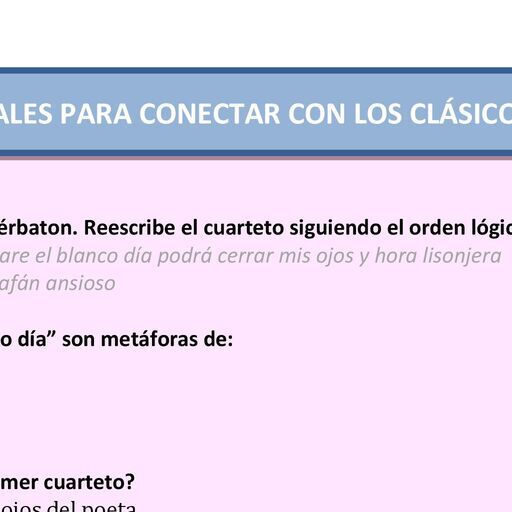 ALES PARA CONECTAR CON LOS CLÁSICO
érbaton. Reescribe el cuarteto siguiendo el orden lógic
are el blanco día podrá cerrar mis ojos y hora lisonjera
afán ansioso
o día” son metáforas de:
mer cuarteto?
ojos del poeta